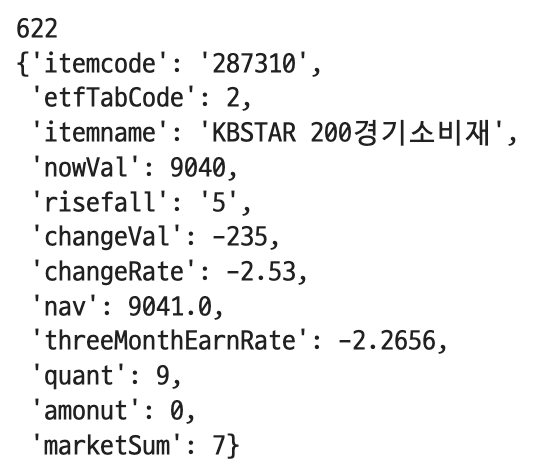 622
{'itemcode': '287310',
 'etfTabCode': 2,
 'itemname': 'KBSTAR 200경기소비재',
 'nowVal': 9040,
 'risefall': '5',
 'changeVal': -235,
 'changeRate': -2.53,
 'nav': 9041.0,
 'threeMonthEarnRate': -2.2656,
 'quant': 9,
 'amonut': 0,
 'marketSum': 7}